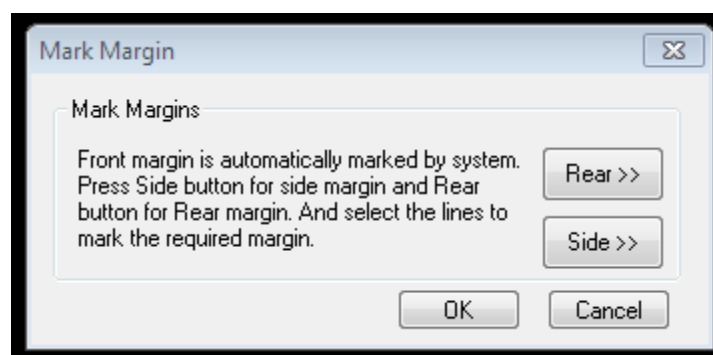 Mark Margin
Mark Margins
Front margin is automatically marked by system.
Press Side button for side margin and Rear
button for Rear margin. And select the lines to
mark the required margin.
Rear >>
Side >>
OK
Cancel